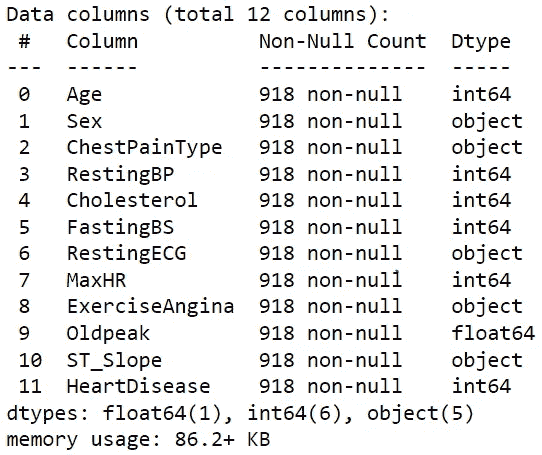 Data columns (total 12 columns):
 #   Column          Non-Null Count  Dtype
---  ------          --------------  -----
 0   Age             918 non-null    int64
 1   Sex             918 non-null    object
 2   ChestPainType   918 non-null    object
 3   RestingBP       918 non-null    int64
 4   Cholesterol     918 non-null    int64
 5   FastingBS       918 non-null    int64
 6   RestingECG      918 non-null    object
 7   MaxHR           918 non-null    int64
 8   ExerciseAngina  918 non-null    object
 9   Oldpeak         918 non-null    float64
 10  ST_Slope        918 non-null    object
 11  HeartDisease    918 non-null    int64
dtypes: float64(1), int64(6), object(5)
memory usage: 86.2+ KB